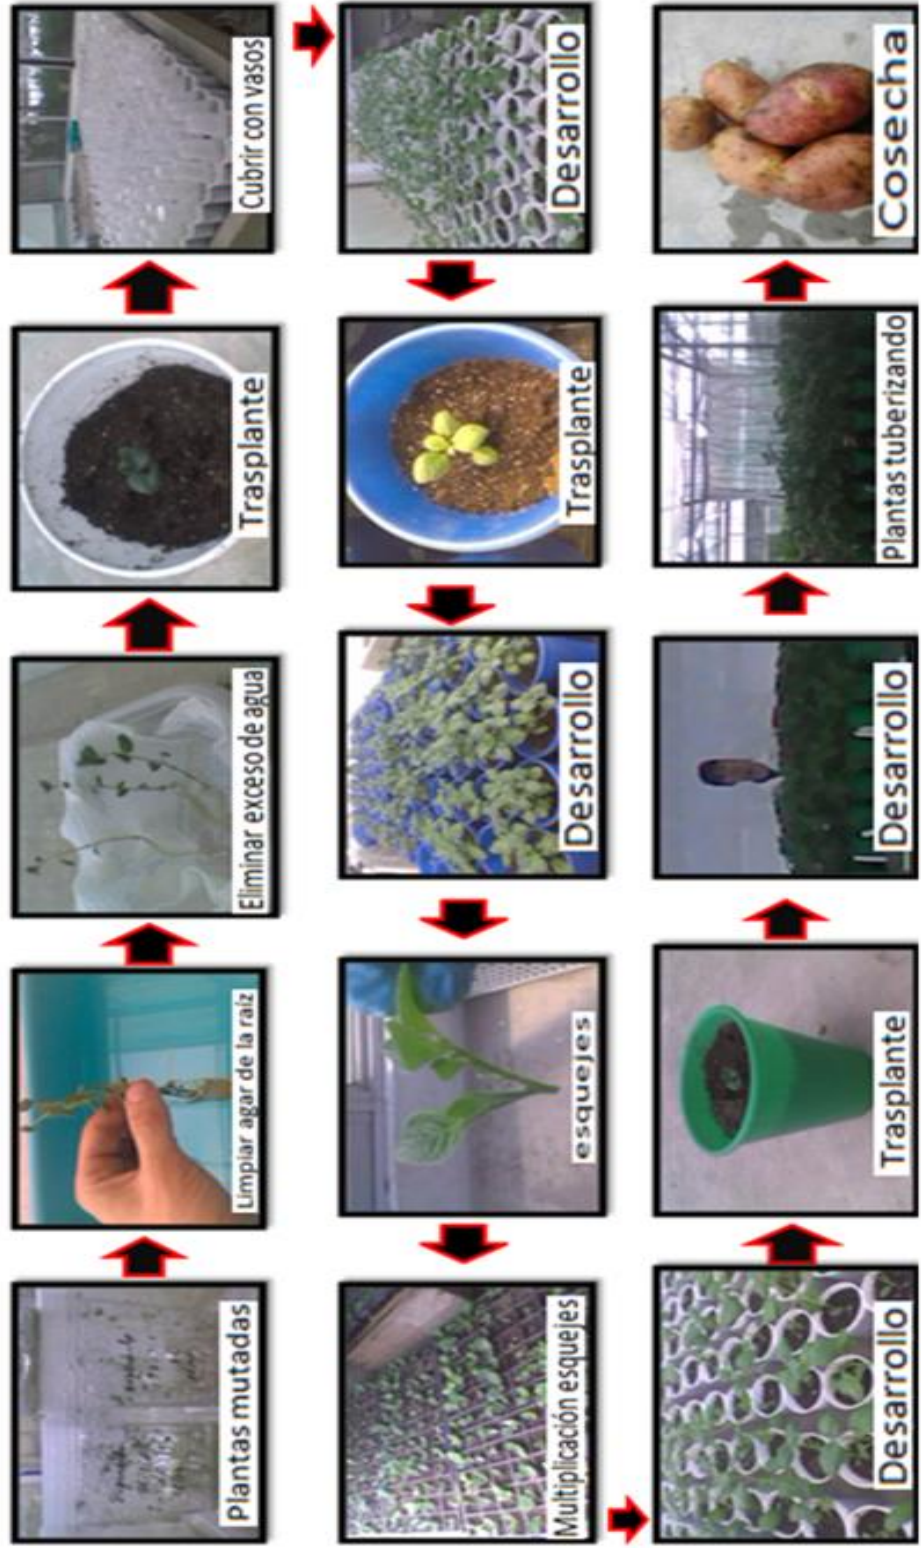 Plantas mutadas
Limpiar agar de la raíz
Eliminar exceso de agua
Trasplante
Cubrir con vasos
Desarrollo
Trasplante
Desarrollo
esquejes
Multiplicación esquejes
Desarrollo
Trasplante
Desarrollo
Plantas tuberizando
Cosecha